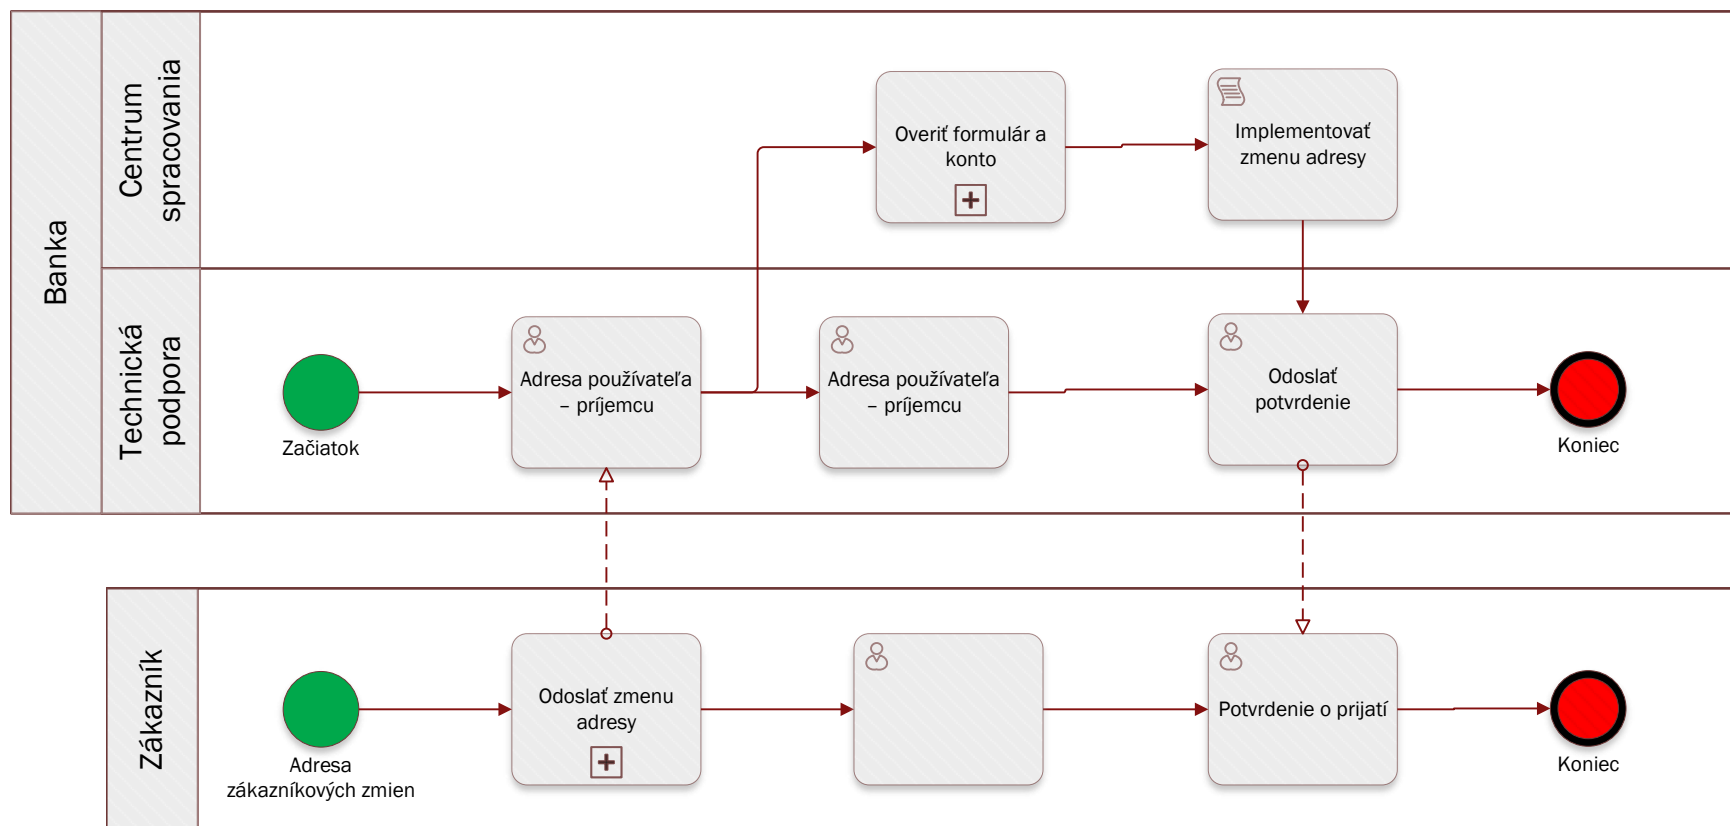 Banka
Centrum
spracovania
Overiť formulár a
konto
Implementovať
zmenu adresy
Technická
podpora
Začiatok
Adresa používateľa
– príjemcu
Adresa používateľa
– príjemcu
Odoslať
potvrdenie
Koniec
Zákazník
Adresa
zákazníkových zmien
Odoslať zmenu
adresy
Potvrdenie o prijatí
Koniec